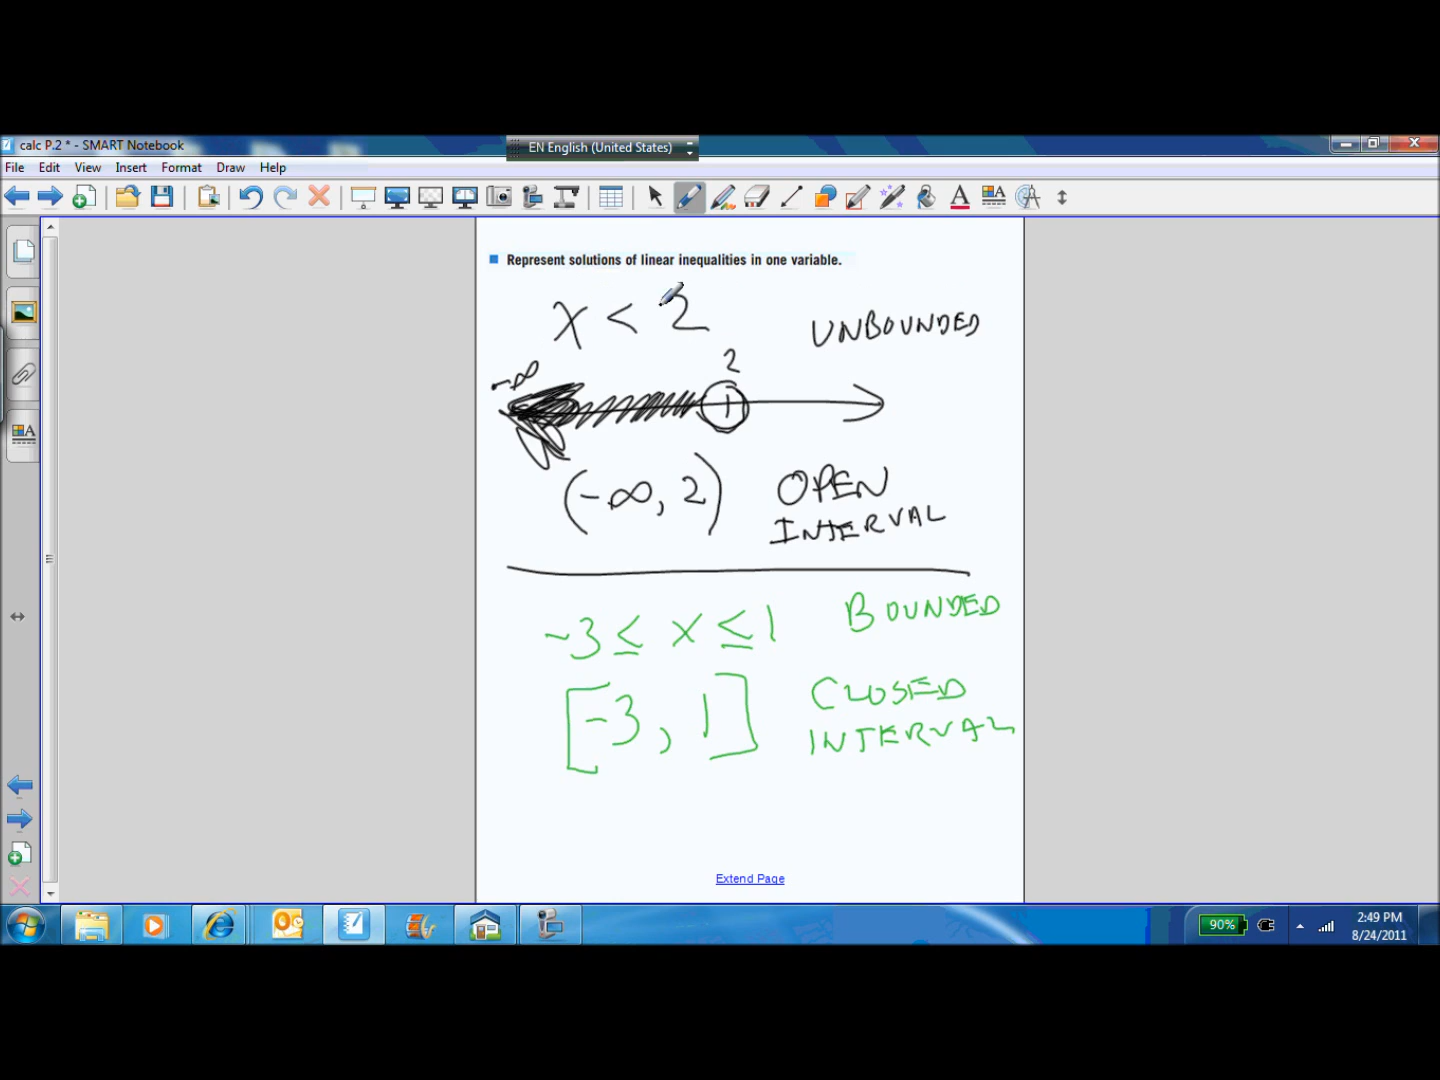 calc P.2 * - SMART Notebook
EN English (United States)
File Edit View Insert Format Draw Help
Represent solutions of linear inequalities in one variable.
x < 2
UNBOUNDED
2
-∞
(-∞, 2)
OPEN
INTERVAL
-3 ≤ x ≤ 1
BOUNDED
[-3, 1]
CLOSED
INTERVAL
Extend Page
90%
2:49 PM
8/24/2011